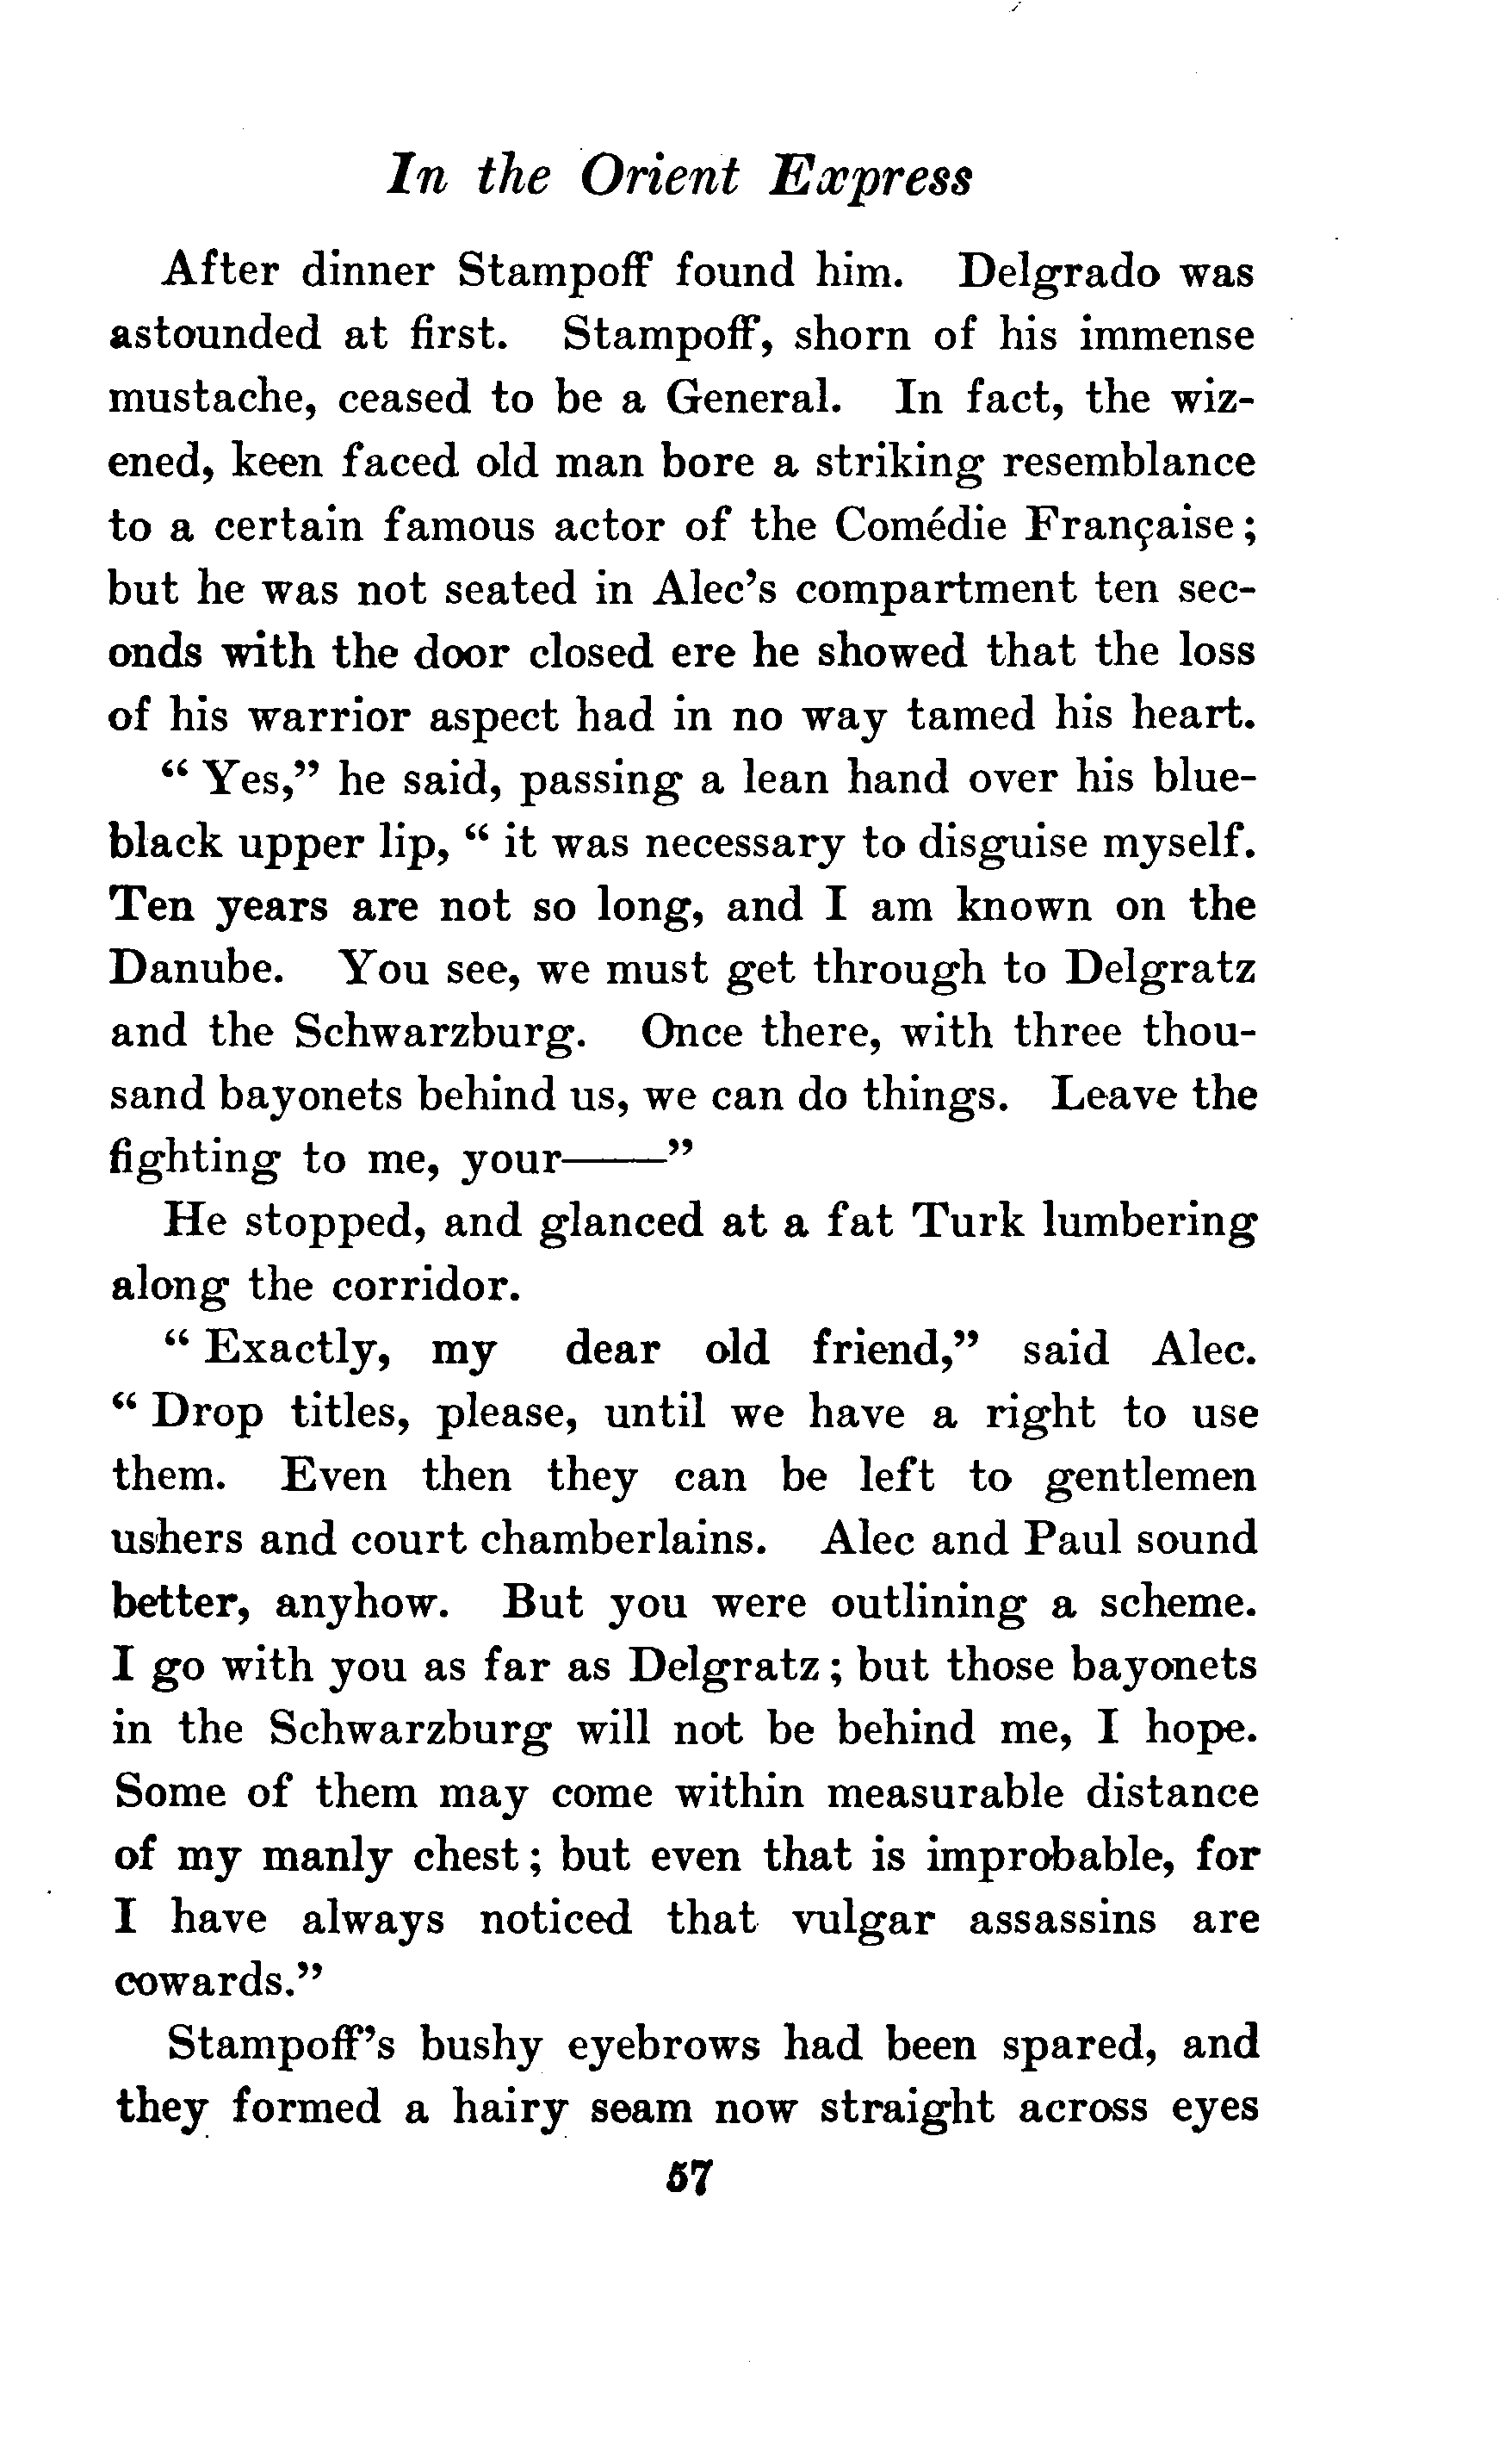 In the Orient Express
After dinner Stampoff found him. Delgrado was
astounded at first. Stampoff, shorn of his immense
mustache, ceased to be a General. In fact, the wiz-
ened, keen faced old man bore a striking resemblance
to a certain famous actor of the Comédie Française;
but he was not seated in Alec's compartment ten sec-
onds with the door closed ere he showed that the loss
of his warrior aspect had in no way tamed his heart.
“ Yes,” he said, passing a lean hand over his blue-
black upper lip, “ it was necessary to disguise myself.
Ten years are not so long, and I am known on the
Danube. You see, we must get through to Delgratz
and the Schwarzburg. Once there, with three thou-
sand bayonets behind us, we can do things. Leave the
fighting to me, your——”
He stopped, and glanced at a fat Turk lumbering
along the corridor.
“ Exactly, my dear old friend,” said Alec.
“ Drop titles, please, until we have a right to use
them. Even then they can be left to gentlemen
ushers and court chamberlains. Alec and Paul sound
better, anyhow. But you were outlining a scheme.
I go with you as far as Delgratz; but those bayonets
in the Schwarzburg will not be behind me, I hope.
Some of them may come within measurable distance
of my manly chest; but even that is improbable, for
I have always noticed that vulgar assassins are
cowards.”
Stampoff's bushy eyebrows had been spared, and
they formed a hairy seam now straight across eyes
57